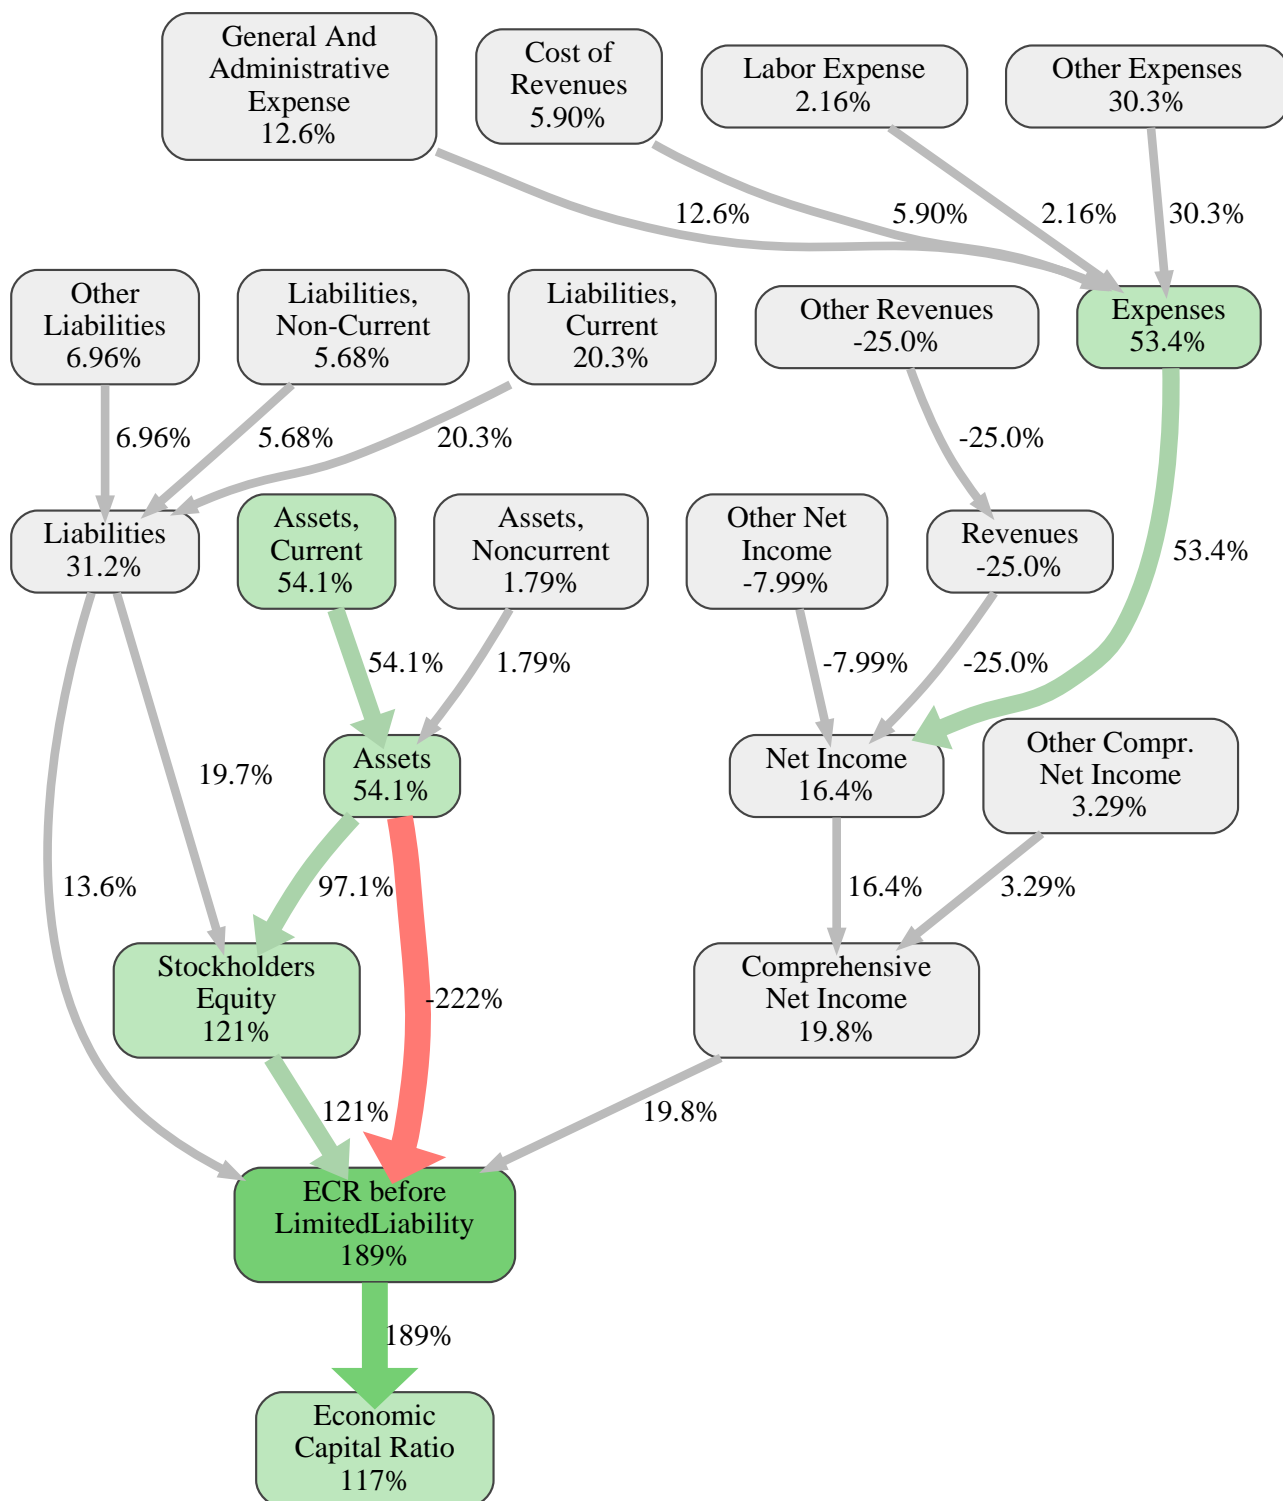 General And
Administrative
Expense
12.6%
Cost of
Revenues
5.90%
Labor Expense
2.16%
Other Expenses
30.3%
12.6%
5.90%
2.16%
30.3%
Other
Liabilities
6.96%
Liabilities,
Non-Current
5.68%
Liabilities,
Current
20.3%
Other Revenues
-25.0%
Expenses
53.4%
6.96%
5.68%
20.3%
-25.0%
53.4%
Liabilities
31.2%
Assets,
Current
54.1%
Assets,
Noncurrent
1.79%
Other Net
Income
-7.99%
Revenues
-25.0%
54.1%
1.79%
-7.99%
-25.0%
Assets
54.1%
Net Income
16.4%
Other Compr.
Net Income
3.29%
19.7%
13.6%
97.1%
-222%
16.4%
3.29%
Stockholders
Equity
121%
Comprehensive
Net Income
19.8%
121%
19.8%
ECR before
LimitedLiability
189%
189%
Economic
Capital Ratio
117%